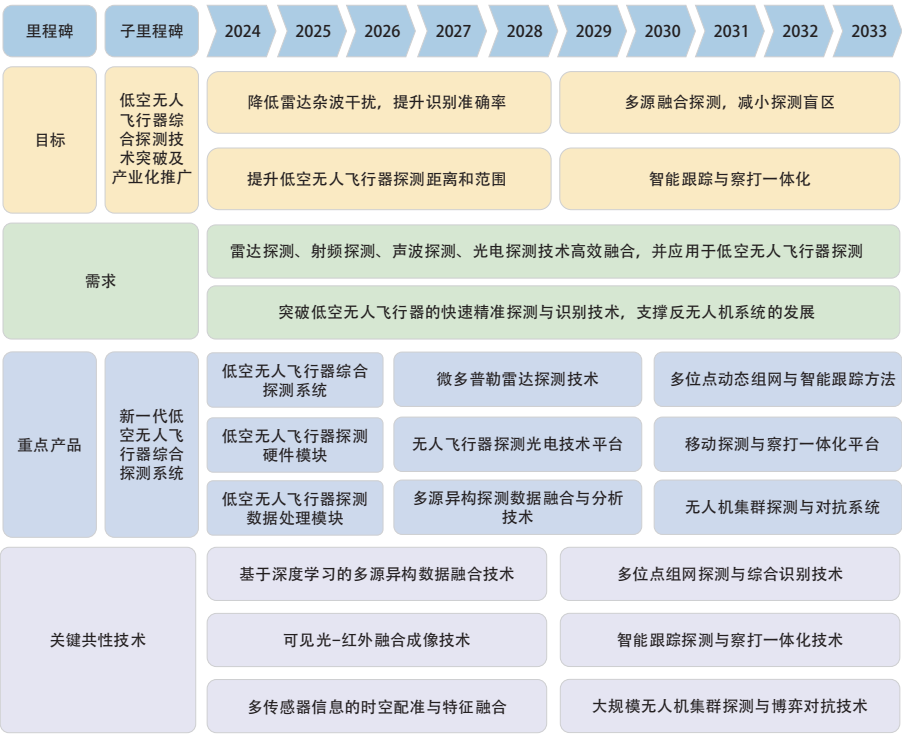 里程碑
子里程碑
2024
2025
2026
2027
2028
2029
2030
2031
2032
2033
目标
低空无人
飞行器综
合探测技
术突破及
产业化推广
降低雷达杂波干扰，提升识别准确率
多源融合探测，减小探测盲区
提升低空无人飞行器探测距离和范围
智能跟踪与察打一体化
需求
雷达探测、射频探测、声波探测、光电探测技术高效融合，并应用于低空无人飞行器探测
突破低空无人飞行器的快速精准探测与识别技术，支撑反无人机系统的发展
重点产品
新一代低
空无人飞
行器综合
探测系统
低空无人飞行器综合
探测系统
微多普勒雷达探测技术
多位点动态组网与智能跟踪方法
低空无人飞行器探测
硬件模块
无人飞行器探测光电技术平台
移动探测与察打一体化平台
低空无人飞行器探测
数据处理模块
多源异构探测数据融合与分析
技术
无人机集群探测与对抗系统
关键共性技术
基于深度学习的多源异构数据融合技术
多位点组网探测与综合识别技术
可见光-红外融合成像技术
智能跟踪探测与察打一体化技术
多传感器信息的时空配准与特征融合
大规模无人机集群探测与博弈对抗技术